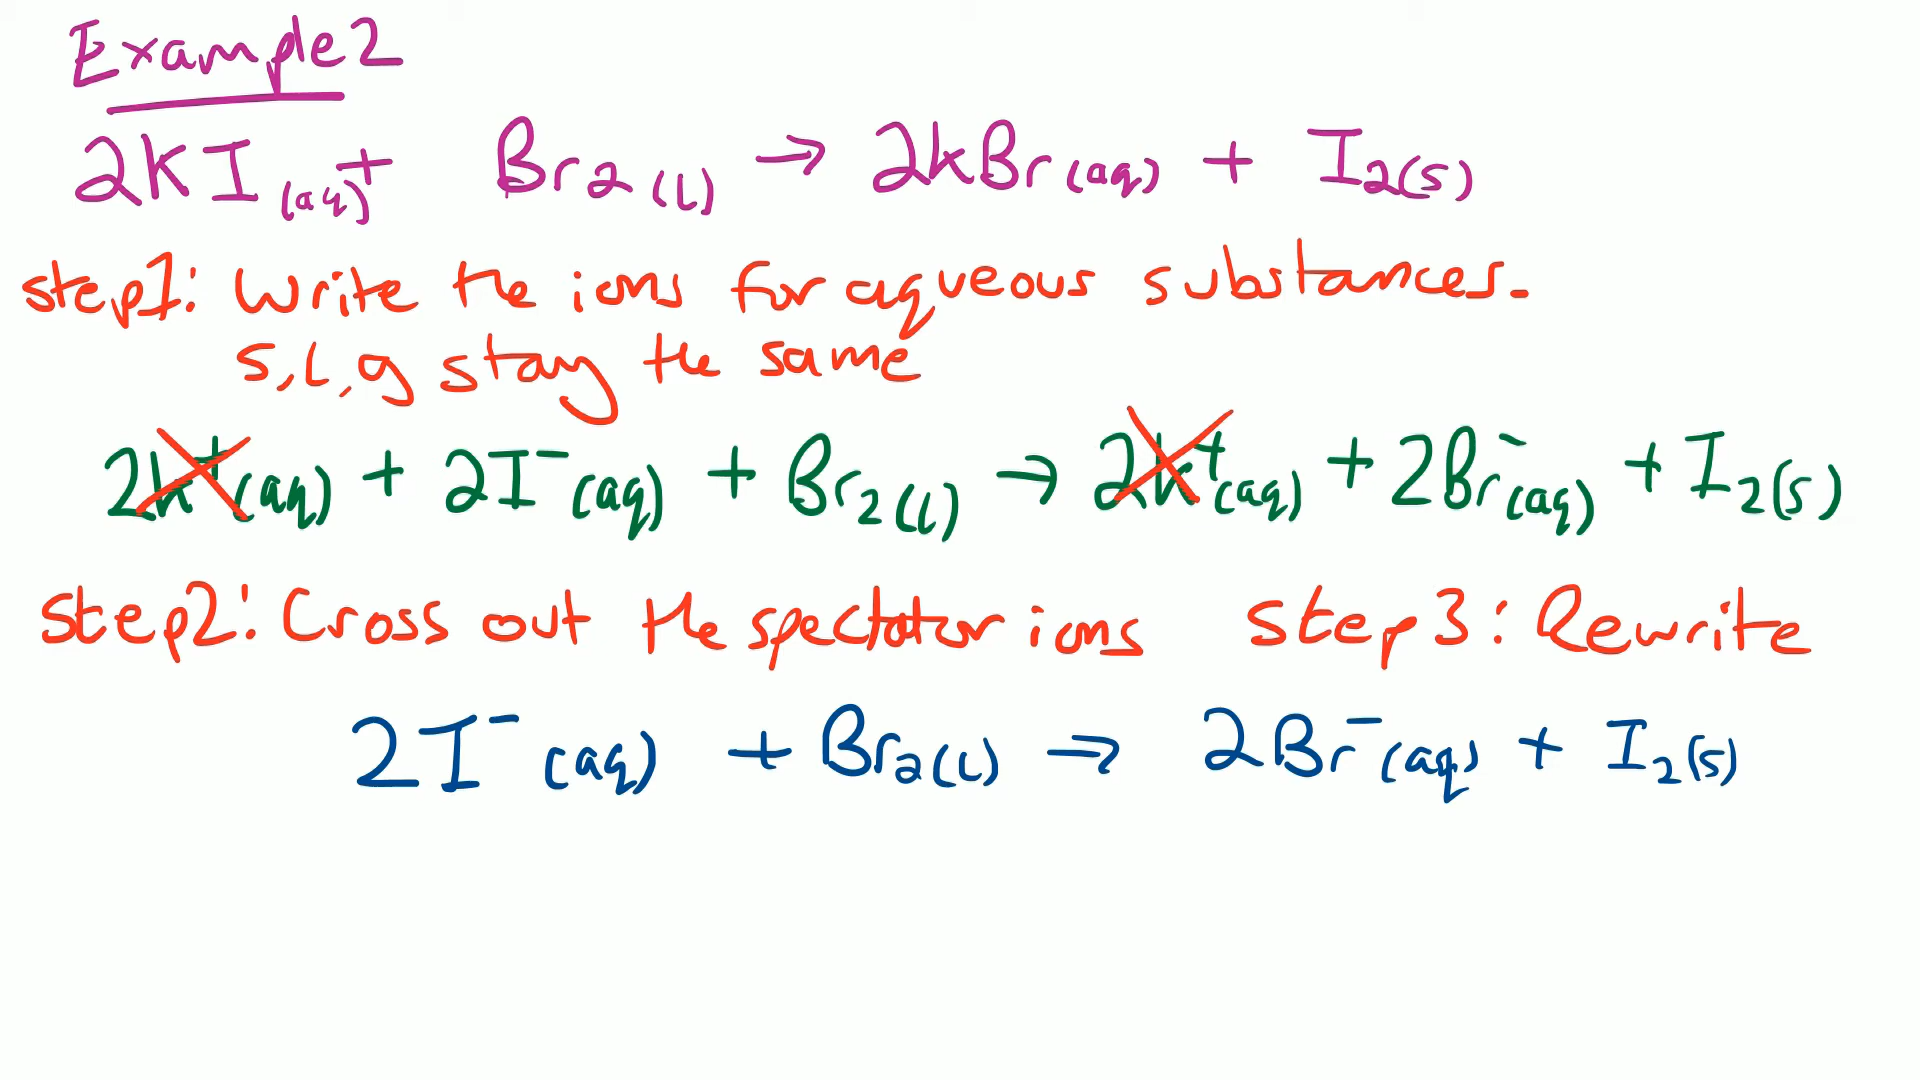 Example 2
2KI(aq) + Br₂(l) → 2kBr(aq) + I₂(s)
step1: Write the ions for aqueous substances.
s, l, g stay the same
2k⁺(aq) + 2I⁻(aq) + Br₂(l) → 2k⁺(aq) + 2Br⁻(aq) + I₂(s)
step2: Cross out the spectator ions step3: Rewrite
2I⁻(aq) + Br₂(l) → 2Br⁻(aq) + I₂(s)